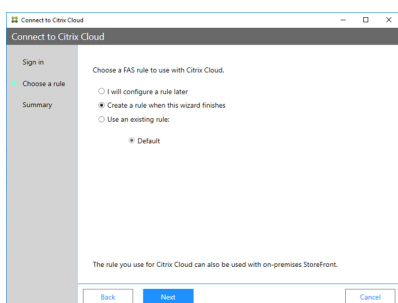 Connect to Citrix Cloud
Connect to Citrix Cloud
Sign in
Choose a rule
Summary
Choose a FAS rule to use with Citrix Cloud.
I will configure a rule later
Create a rule when this wizard finishes
Use an existing rule:
Default
The rule you use for Citrix Cloud can also be used with on-premises StoreFront.
Back
Next
Cancel